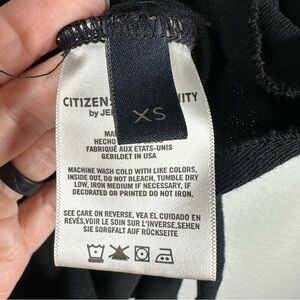 XS
CITIZENS
by
HECHO
FABRIQUÉ AUX ETATS-UNIS
GEBILDET IN USA
MACHINE WASH COLD WITH LIKE COLORS,
INSIDE OUT, DO NOT BLEACH, TUMBLE DRY
LOW, IRON MEDIUM IF NECESSARY, IF
DECORATED OR PRINTED DO NOT IRON.
SEE CARE ON REVERSE, VEA EL CUIDADO EN
REVÉS, VOIR LE SOIN SUR L'INVERSE, SEHEN
SIE SORGFALT AUF RÜCKSEITE